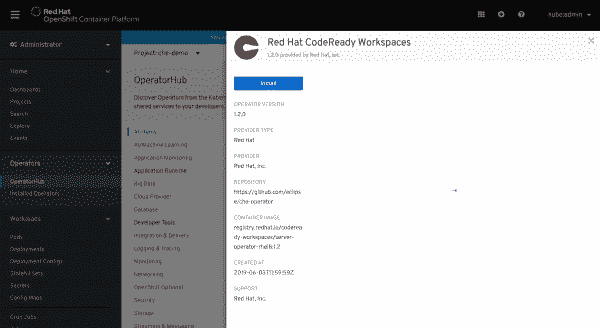 Red Hat
OpenShift Container Platform
kube:admin
Administrator
Home
Dashboards
Projects
Search
Explore
Events
Operators
OperatorHub
Installed Operators
Workloads
Pods
Deployments
Deployment Configs
Stateful Sets
Secrets
Config Maps
Cron Jobs
Project: che-demo
OperatorHub
Discover Operators from the Kube
shared services to your develope
All Items
AI/Machine Learning
Application Monitoring
Application Runtime
Big Data
Cloud Provider
Database
Developer Tools
Integration & Delivery
Logging & Tracing
Monitoring
Networking
OpenShift Optional
Security
Storage
Streaming & Messaging
Red Hat CodeReady Workspaces
1.2.0 provided by Red Hat, Inc.
Install
OPERATOR VERSION
1.2.0
PROVIDER TYPE
Red Hat
PROVIDER
Red Hat, Inc.
REPOSITORY
https://github.com/eclips
e/che-operator
CONTAINER IMAGE
registry.redhat.io/codeready
-workspaces/server-
operator-rhel8:1.2
CREATED AT
2019-06-03T11:59:59Z
SUPPORT
Red Hat, Inc.